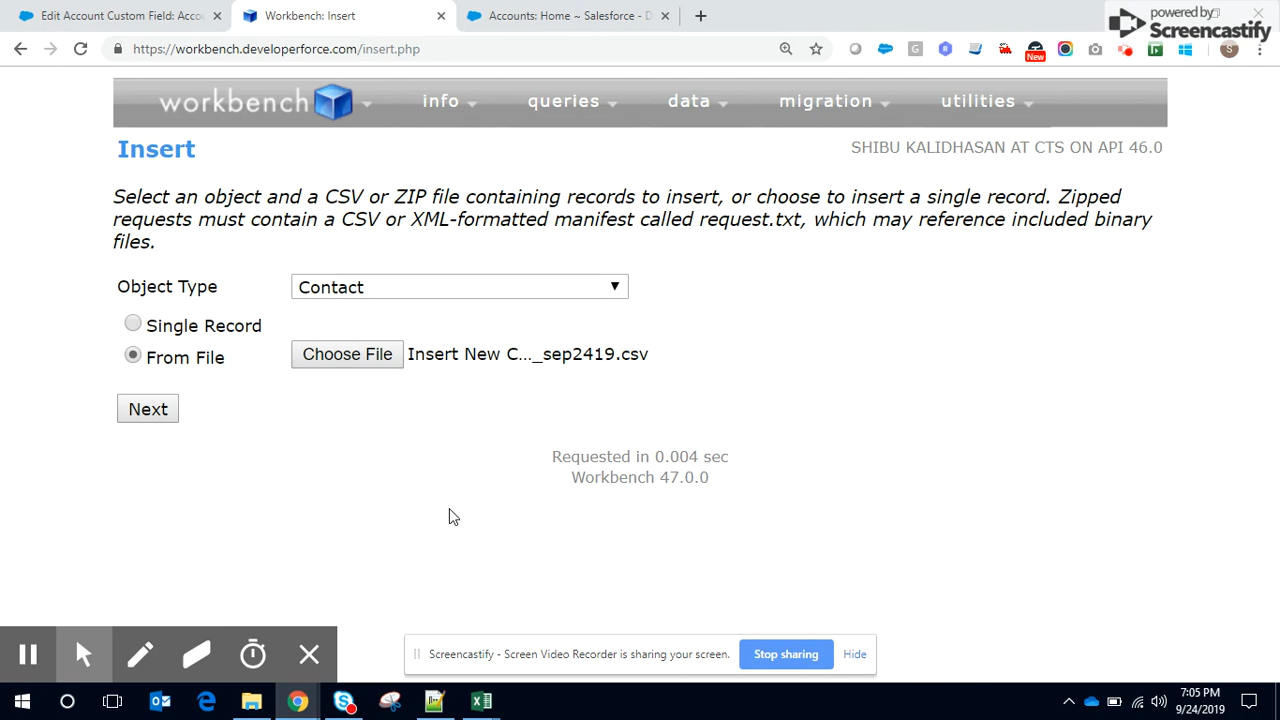 Edit Account Custom Field: Acco
Workbench: Insert
Accounts: Home ~ Salesforce - D
powered by
Screencastify
https://workbench.developerforce.com/insert.php
New
workbench
info
queries
data
migration
utilities
Insert
SHIBU KALIDHASAN AT CTS ON API 46.0
Select an object and a CSV or ZIP file containing records to insert, or choose to insert a single record. Zipped
requests must contain a CSV or XML-formatted manifest called request.txt, which may reference included binary
files.
Object Type
Contact
Single Record
From File
Choose File
Insert New C..._sep2419.csv
Next
Requested in 0.004 sec
Workbench 47.0.0
Screencastify - Screen Video Recorder is sharing your screen.
Stop sharing
Hide
7:05 PM
9/24/2019